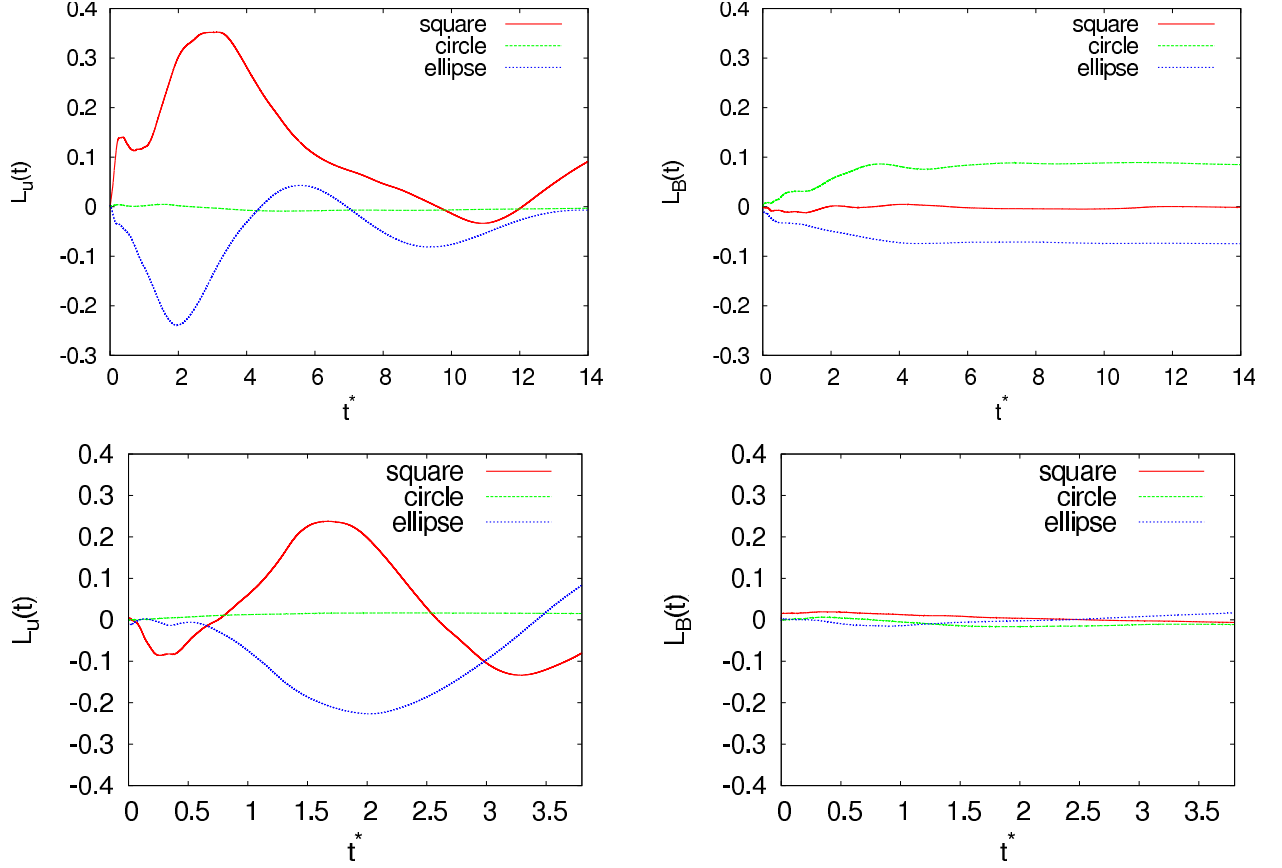 0.4
0.3
0.2
0.1
0
-0.1
-0.2
-0.3
L_u(t)
square
circle
ellipse
0 2 4 6 8 10 12 14
t*
0.4
0.3
0.2
0.1
0
-0.1
-0.2
-0.3
L_B(t)
square
circle
ellipse
0 2 4 6 8 10 12 14
t*
0.4
0.3
0.2
0.1
0
-0.1
-0.2
-0.3
-0.4
L_u(t)
square
circle
ellipse
0 0.5 1 1.5 2 2.5 3 3.5
t*
0.4
0.3
0.2
0.1
0
-0.1
-0.2
-0.3
-0.4
L_B(t)
square
circle
ellipse
0 0.5 1 1.5 2 2.5 3 3.5
t*